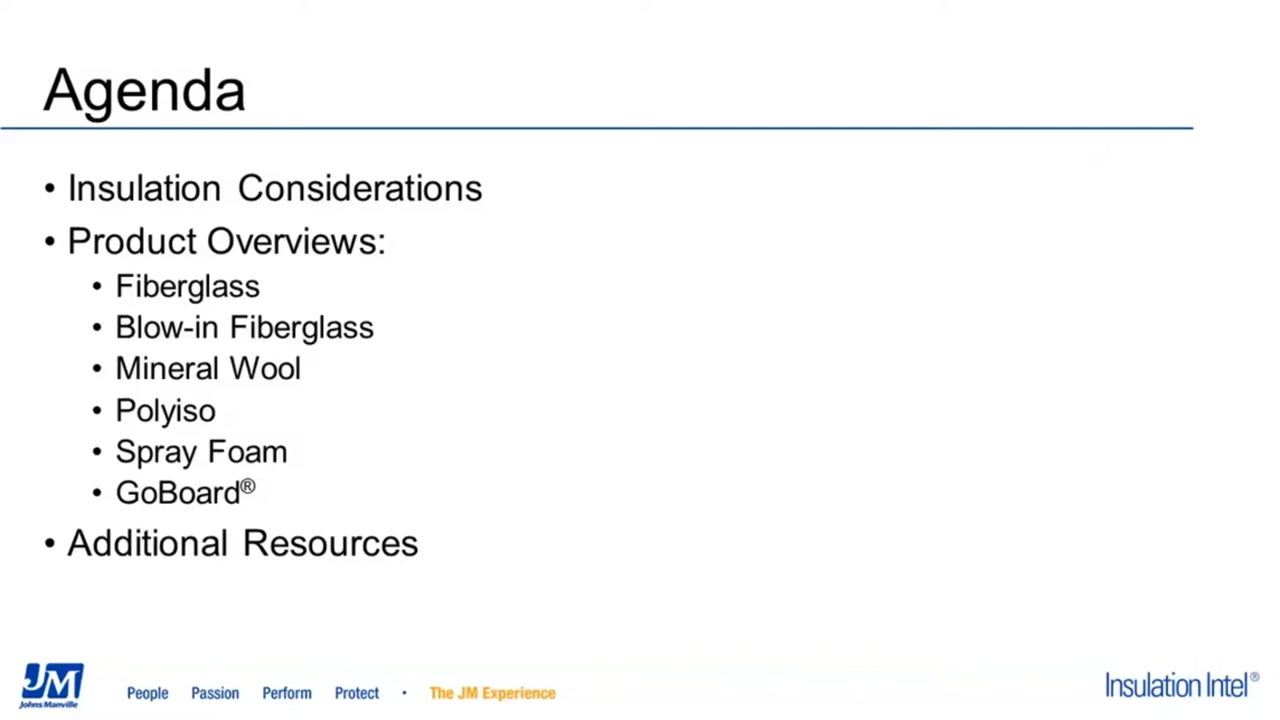 Agenda
• Insulation Considerations
• Product Overviews:
• Fiberglass
• Blow-in Fiberglass
• Mineral Wool
• Polyiso
• Spray Foam
• GoBoard®
• Additional Resources
JM
Johns Manville
People Passion Perform Protect • The JM Experience
Insulation Intel®